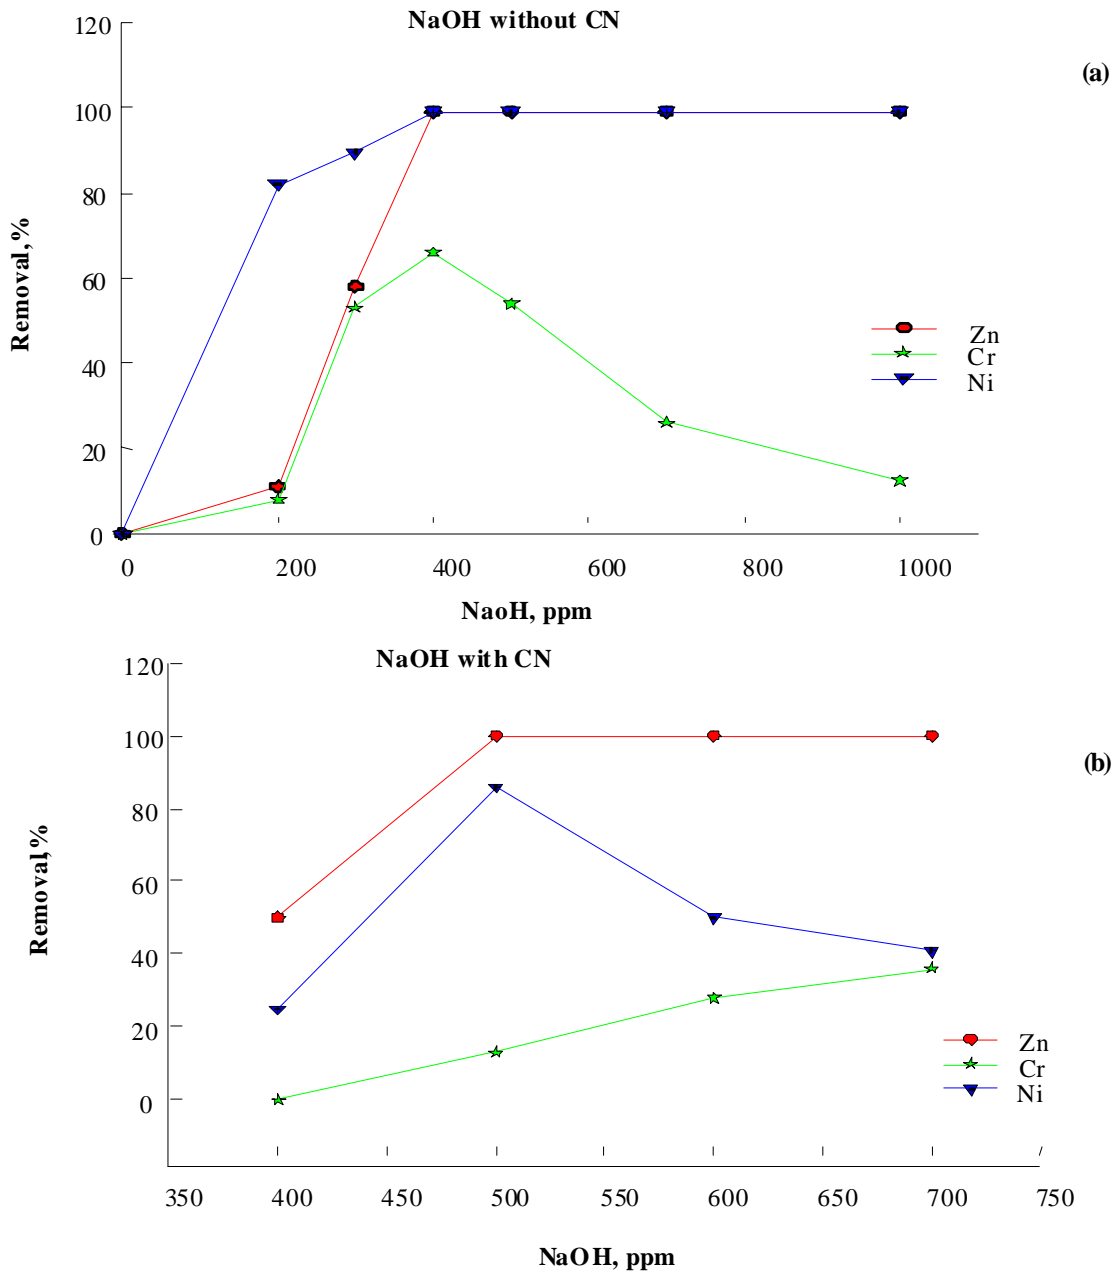 NaOH without CN
(a)
120
100
80
60
40
20
0
Removal,%
Zn
Cr
Ni
0 200 400 600 800 1000
NaoH, ppm
NaOH with CN
(b)
120
100
80
60
40
20
0
Removal,%
Zn
Cr
Ni
350 400 450 500 550 600 650 700 750
NaOH, ppm